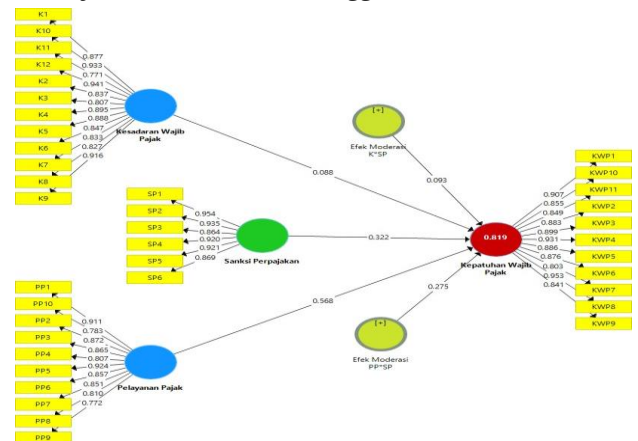 K1
K10
K11
K12
K2
K3
K4
K5
K6
K7
K8
K9
0.877
0.933
0.771
0.941
0.837
0.807
0.895
0.888
0.847
0.833
0.827
0.916
Kesadaran Wajib
Pajak
0.088
[+]
Efek Moderasi
K*SP
0.093
SP1
SP2
SP3
SP4
SP5
SP6
0.954
0.935
0.864
0.920
0.921
0.869
Sanksi Perpajakan
0.322
0.819
Kepatuhan Wajib
Pajak
KWP1
KWP10
KWP11
KWP2
KWP3
KWP4
KWP5
KWP6
KWP7
KWP8
KWP9
0.907
0.855
0.849
0.883
0.899
0.931
0.886
0.876
0.803
0.953
0.841
PP1
PP10
PP2
PP3
PP4
PP5
PP6
PP7
PP8
PP9
0.911
0.783
0.872
0.865
0.807
0.924
0.857
0.851
0.810
0.772
Pelayanan Pajak
0.568
0.275
[+]
Efek Moderasi
PP*SP